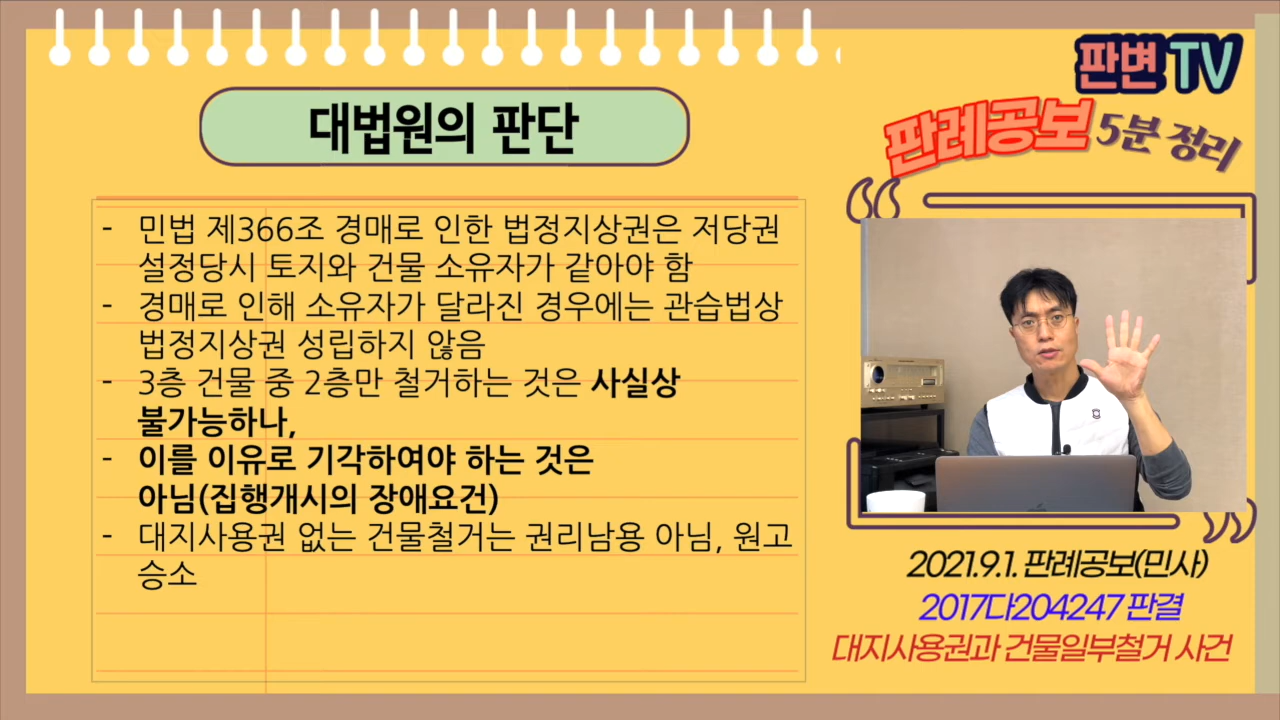 판변 TV
판례공보 5분 정리
대법원의 판단
- 민법 제366조 경매로 인한 법정지상권은 저당권
설정당시 토지와 건물 소유자가 같아야 함
- 경매로 인해 소유자가 달라진 경우에는 관습법상
법정지상권 성립하지 않음
- 3층 건물 중 2층만 철거하는 것은 사실상
불가능하나,
- 이를 이유로 기각하여야 하는 것은
아님(집행개시의 장애요건)
- 대지사용권 없는 건물철거는 권리남용 아님, 원고
승소
2021.9.1. 판례공보(민사)
2017다204247 판결
대지사용권과 건물일부철거 사건